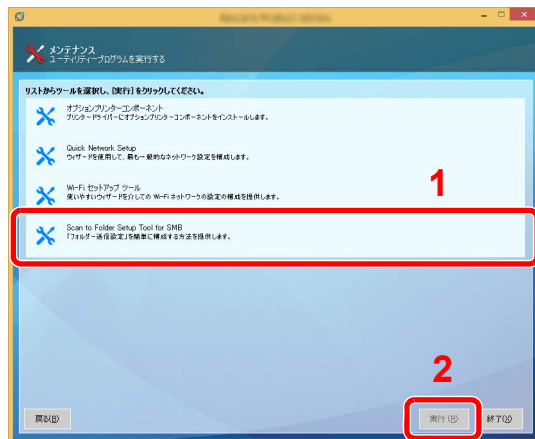 メンテナンス
ユーティリティープログラムを実行する
リストからツールを選択し、[実行]をクリックしてください。
オプションプリンターコンポーネント
プリンタードライバーにオプションプリンターコンポーネントをインストールします。
Quick Network Setup
ウィザードを使用して、最も一般的なネットワーク設定を構成します。
Wi-Fi セットアップ ツール
使いやすいウィザードを介しての Wi-Fi ネットワークの設定の構成を提供します。
1
Scan to Folder Setup Tool for SMB
「フォルダー送信設定」を簡単に構成する方法を提供します。
2
戻る(B)
実行 (R)
終了(X)